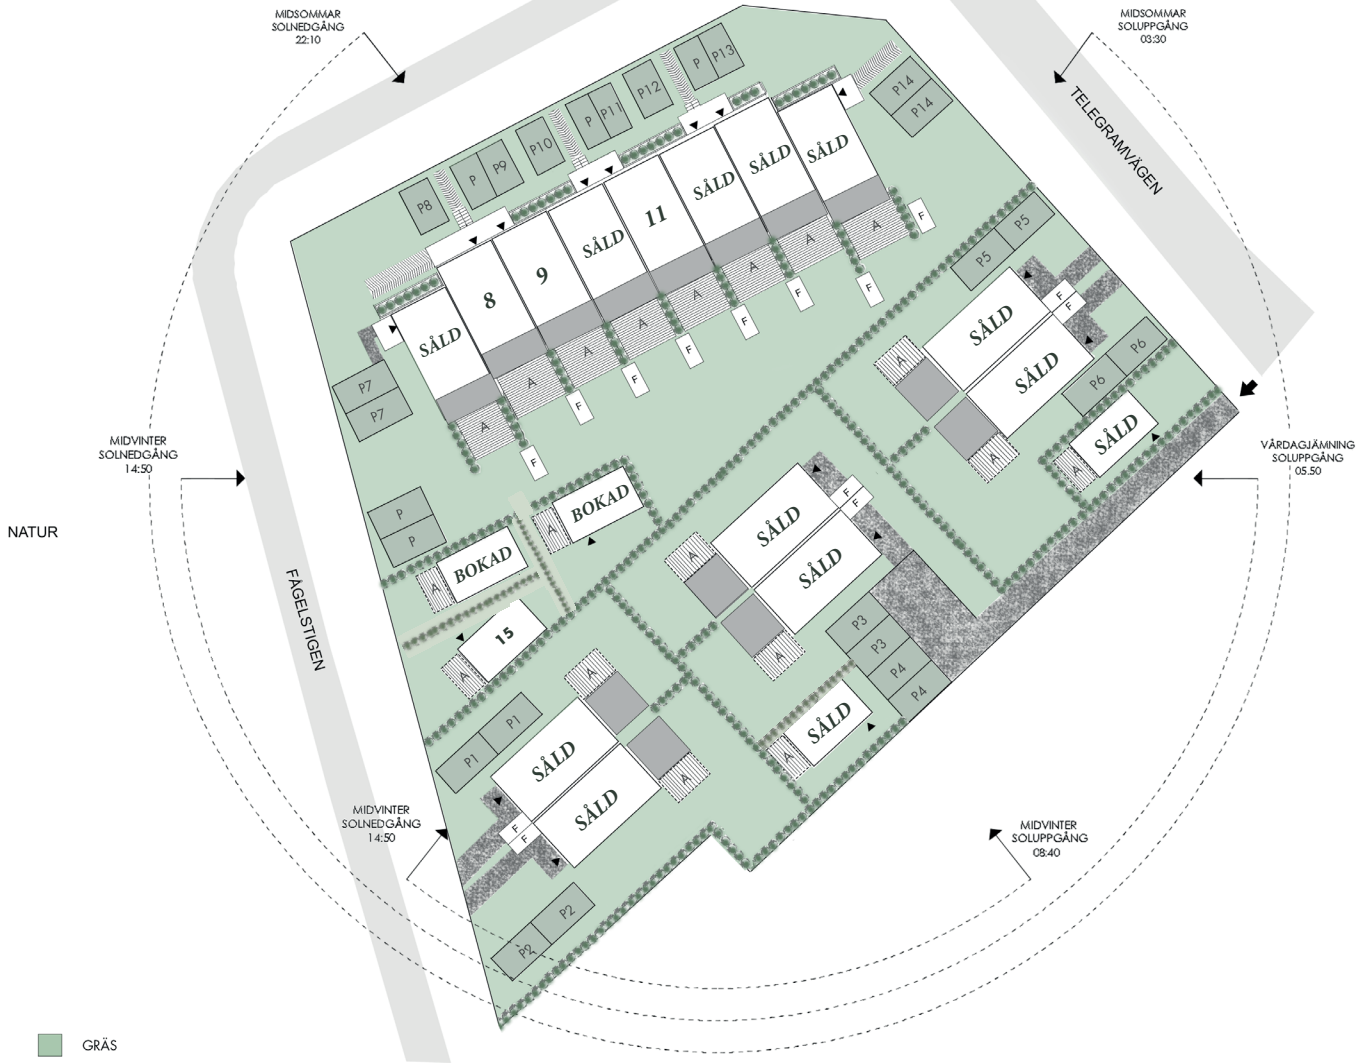 MIDSOMMAR
SOLNEDGÅNG
22:10
MIDSOMMAR
SOLUPPGÅNG
03:30
TELEGRAMVÄGEN
P
P13
P12
P14
P14
P
P11
P10
P
P9
P8
SÅLD
SÅLD
SÅLD
11
SÅLD
9
8
SÅLD
A
A
A
A
A
A
A
A
F
F
F
F
F
F
F
F
P7
P7
P5
P5
SÅLD
SÅLD
F
F
P6
P6
A
A
SÅLD
A
MIDVINTER
SOLNEDGÅNG
14:50
VÅRDAGJÄMNING
SOLUPPGÅNG
05.50
NATUR
FÅGELSTIGEN
P
P
BOKAD
A
BOKAD
A
15
A
SÅLD
SÅLD
F
F
A
A
P3
P3
P4
P4
SÅLD
A
P1
P1
A
A
SÅLD
SÅLD
F
F
MIDVINTER
SOLNEDGÅNG
14:50
MIDVINTER
SOLUPPGÅNG
08:40
P2
P2
GRÄS